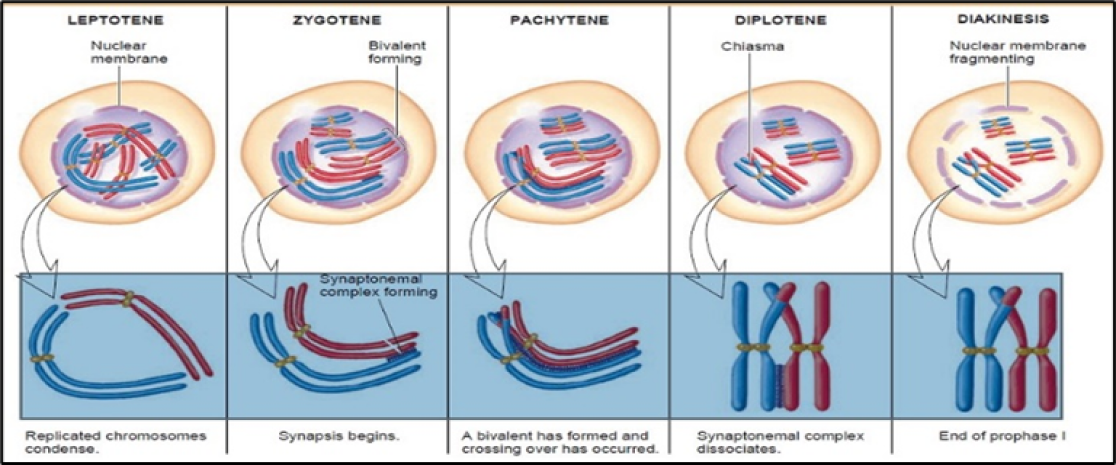 LEPTOTENE
Nuclear
membrane
Replicated chromosomes
condense.
ZYGOTENE
Bivalent
forming
Synaptonemal
complex forming
Synapsis begins.
PACHYTENE
A bivalent has formed and
crossing over has occurred.
DIPLOTENE
Chiasma
Synaptonemal complex
dissociates.
DIAKINESIS
Nuclear membrane
fragmenting
End of prophase I